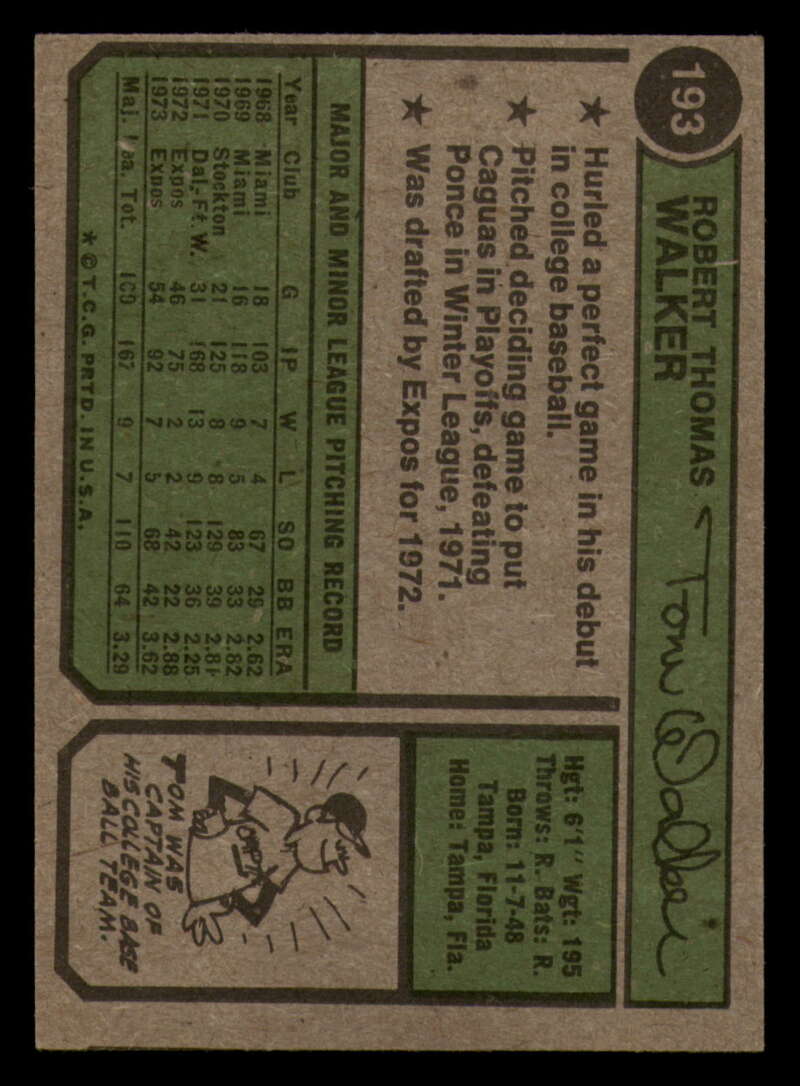 193
ROBERT THOMAS
WALKER
Tom Walker
★ Hurled a perfect game in his debut
in college baseball.
★ Pitched deciding game to put
Caguas in Playoffs, defeating
Ponce in Winter League, 1971.
★ Was drafted by Expos for 1972.
MAJOR AND MINOR LEAGUE PITCHING RECORD
Year Club G IP W L SO BB ERA
1968 Miami 18 103 7 4 67 29 2.62
1969 Miami 16 118 9 5 83 33 2.82
1970 Stockton 21 125 8 8 129 39 2.81
1971 Dal.-Ft. W. 31 168 13 9 123 36 2.25
1972 Expos 46 75 2 2 42 22 2.88
1973 Expos 54 92 7 5 68 42 3.62
Maj. Lea. Tot. 100 167 9 7 110 64 3.29
★ © T.C.G. PRTD. IN U.S.A.
Hgt: 6'1" Wgt: 195
Throws: R. Bats: R.
Born: 11-7-48
Tampa, Florida
Home: Tampa, Fla.
CAPT.
TOM WAS
CAPTAIN OF
HIS COLLEGE BASE
BALL TEAM.